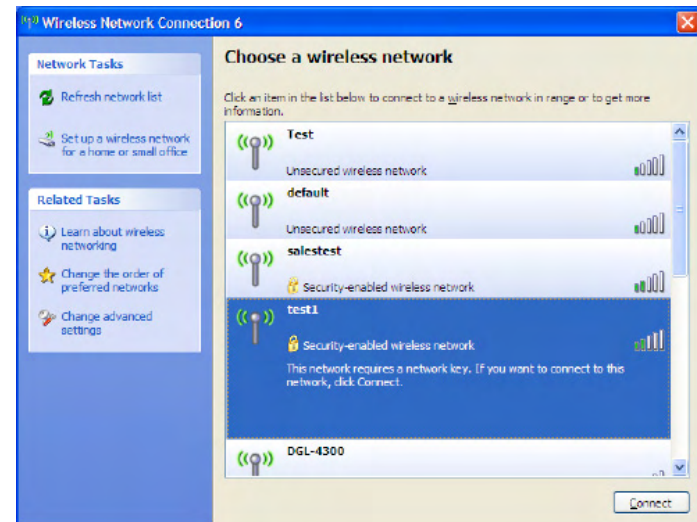 Wireless Network Connection 6
Network Tasks
Refresh network list
Set up a wireless network
for a home or small office
Related Tasks
Learn about wireless
networking
Change the order of
preferred networks
Change advanced
settings
Choose a wireless network
Click an item in the list below to connect to a wireless network in range or to get more
information.
Test
Unsecured wireless network
default
Unsecured wireless network
salestest
Security-enabled wireless network
test1
Security-enabled wireless network
This network requires a network key. If you want to connect to this
network, click Connect.
DGL-4300
Connect